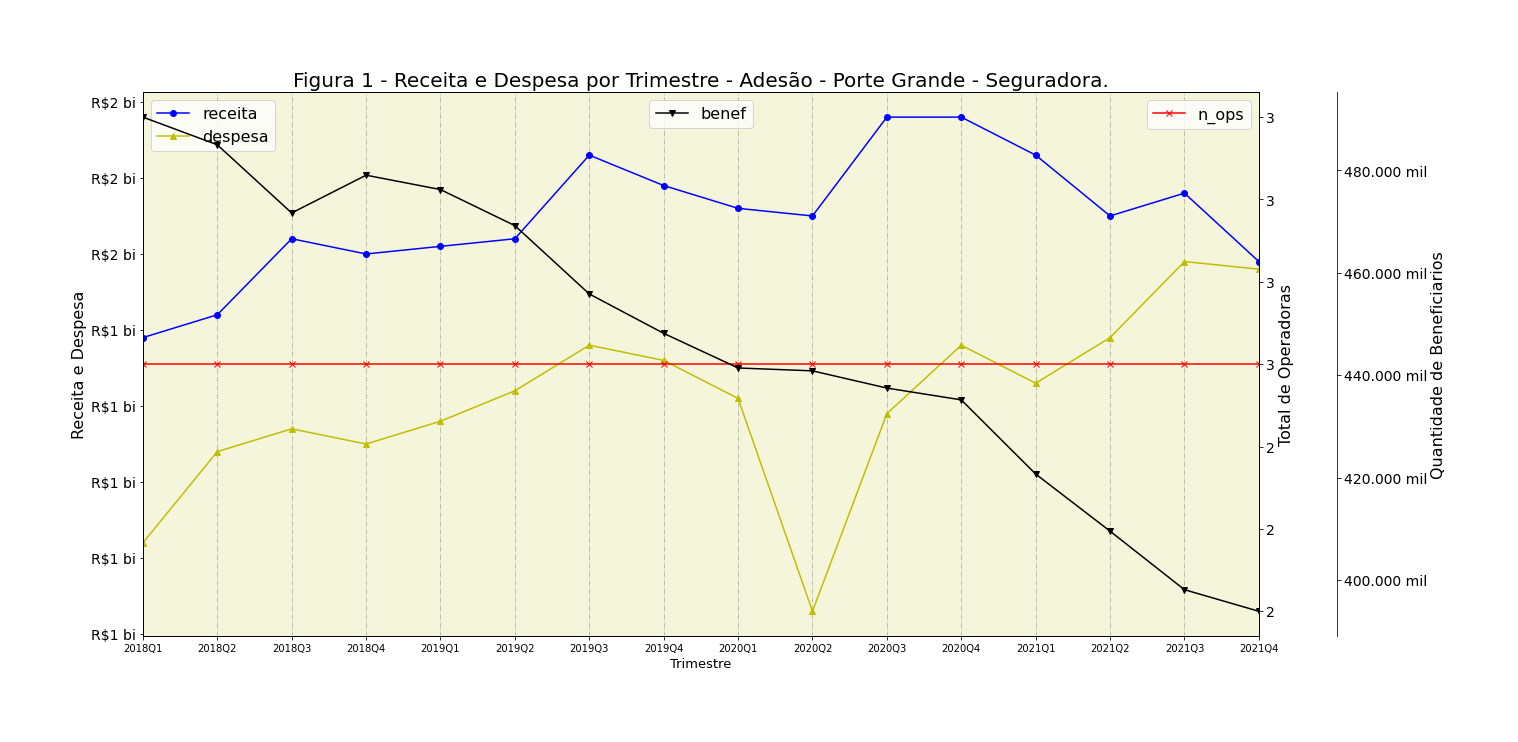 Figura 1 - Receita e Despesa por Trimestre - Adesão - Porte Grande - Seguradora.
receita
despesa
benef
n_ops
Receita e Despesa
R$2 bi
R$2 bi
R$2 bi
R$1 bi
R$1 bi
R$1 bi
R$1 bi
R$1 bi
3
3
3
3
2
2
2
Total de Operadoras
480.000 mil
460.000 mil
440.000 mil
420.000 mil
400.000 mil
Quantidade de Beneficiarios
2018Q1 2018Q2 2018Q3 2018Q4 2019Q1 2019Q2 2019Q3 2019Q4 2020Q1 2020Q2 2020Q3 2020Q4 2021Q1 2021Q2 2021Q3 2021Q4
Trimestre